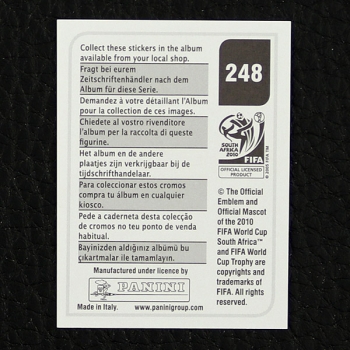 Collect these stickers in the album
available from your local shop.
Fragt bei eurem
Zeitschriftenhändler nach dem
Album für diese Serie.
Demandez à votre détaillant l'Album
pour la collection de ces images.
Chiedete al vostro rivenditore
l'album per la raccolta di queste
figurine.
Het album en de andere
plaatjes zijn verkrijgbaar bij de
tijdschrifthandelaar.
Para coleccionar estos cromos
compra tu álbum en cualquier
kiosco.
Pede a caderneta desta colecção
de cromos no teu ponto de venda
habitual.
Bayinizden aldığınız albümü bu
çıkartmalar ile tamamlayın.
Manufactured under licence by
PANINI
Made in Italy.
www.paninigroup.com
248
SOUTH AFRICA
2010
FIFA
© 2005 FIFA TM
OFFICIAL LICENSED
PRODUCT
© The Official
Emblem and
Official Mascot
of the 2010
FIFA World Cup
South Africa™
and FIFA World
Cup Trophy are
copyrights and
trademarks of
FIFA. All rights
reserved.